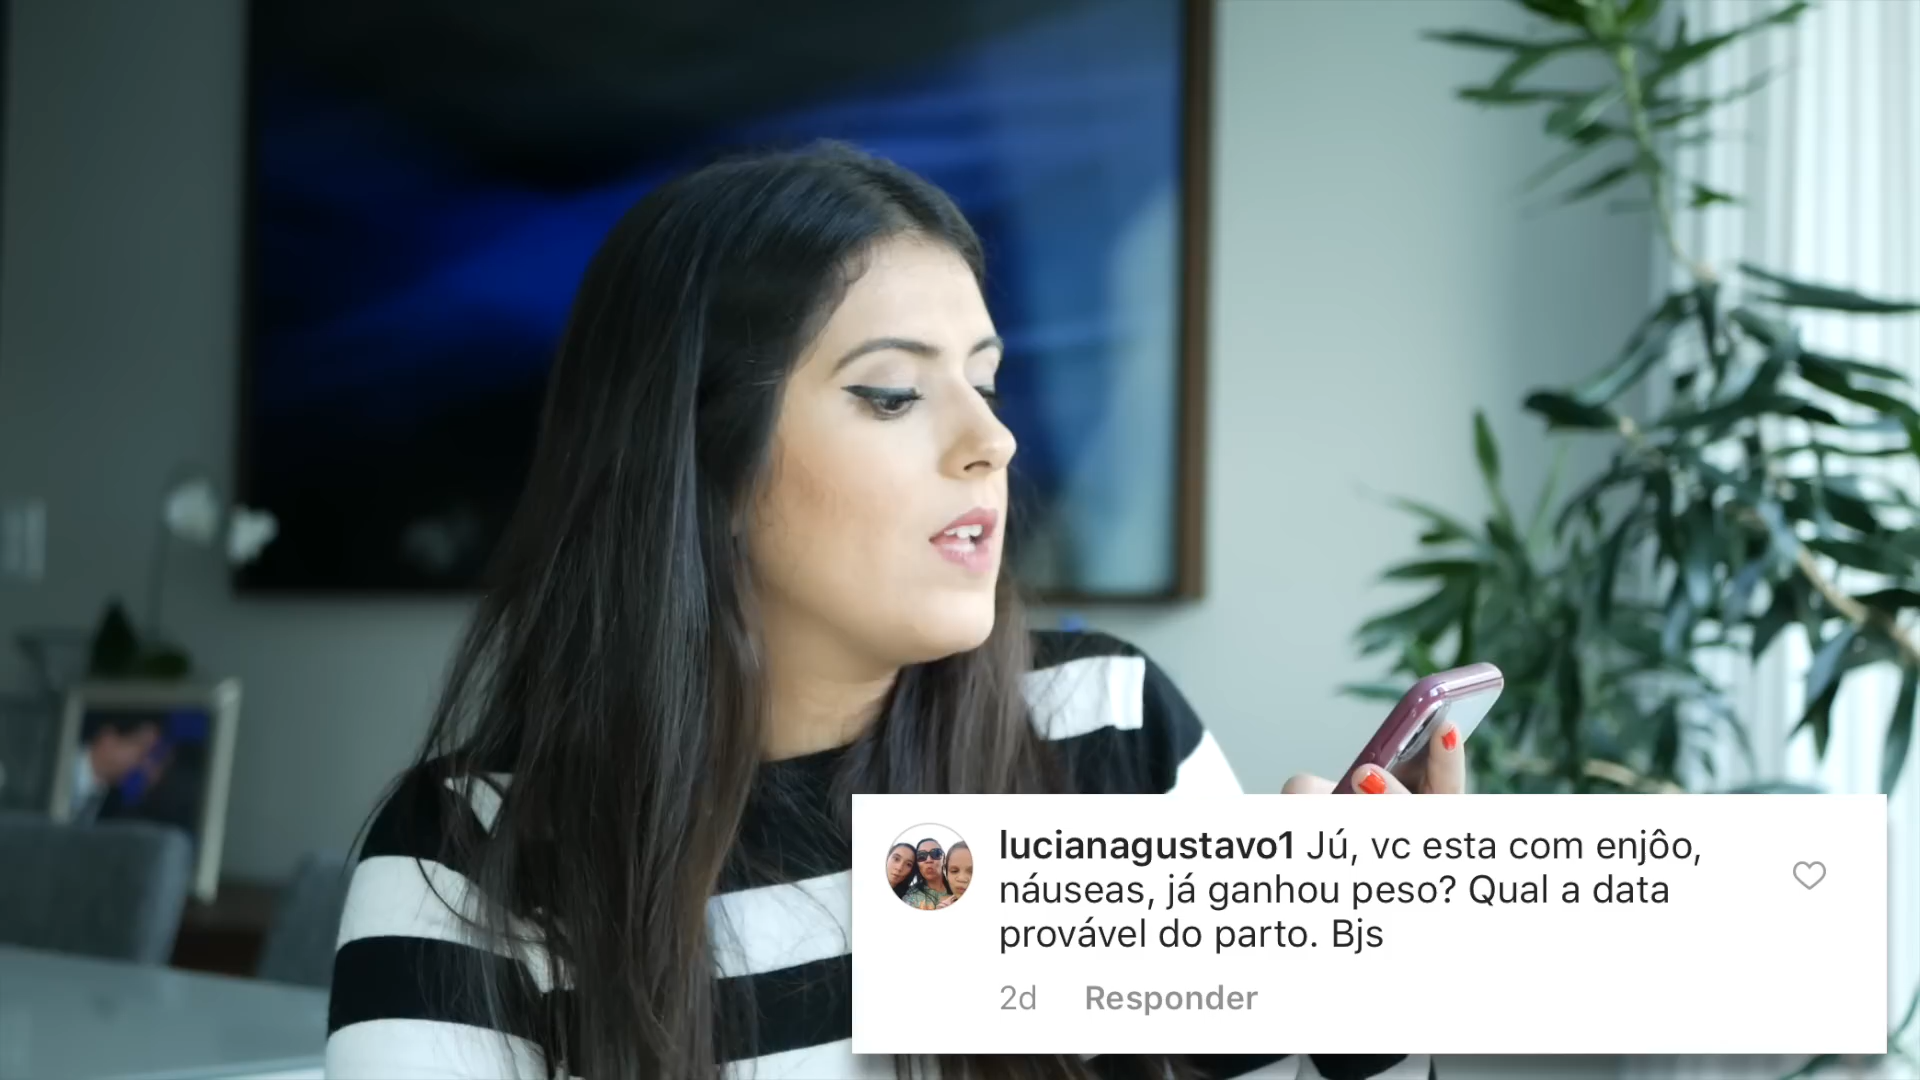 lucianagustavo1 Jú, vc esta com enjôo,
náuseas, já ganhou peso? Qual a data
provável do parto. Bjs
2d Responder